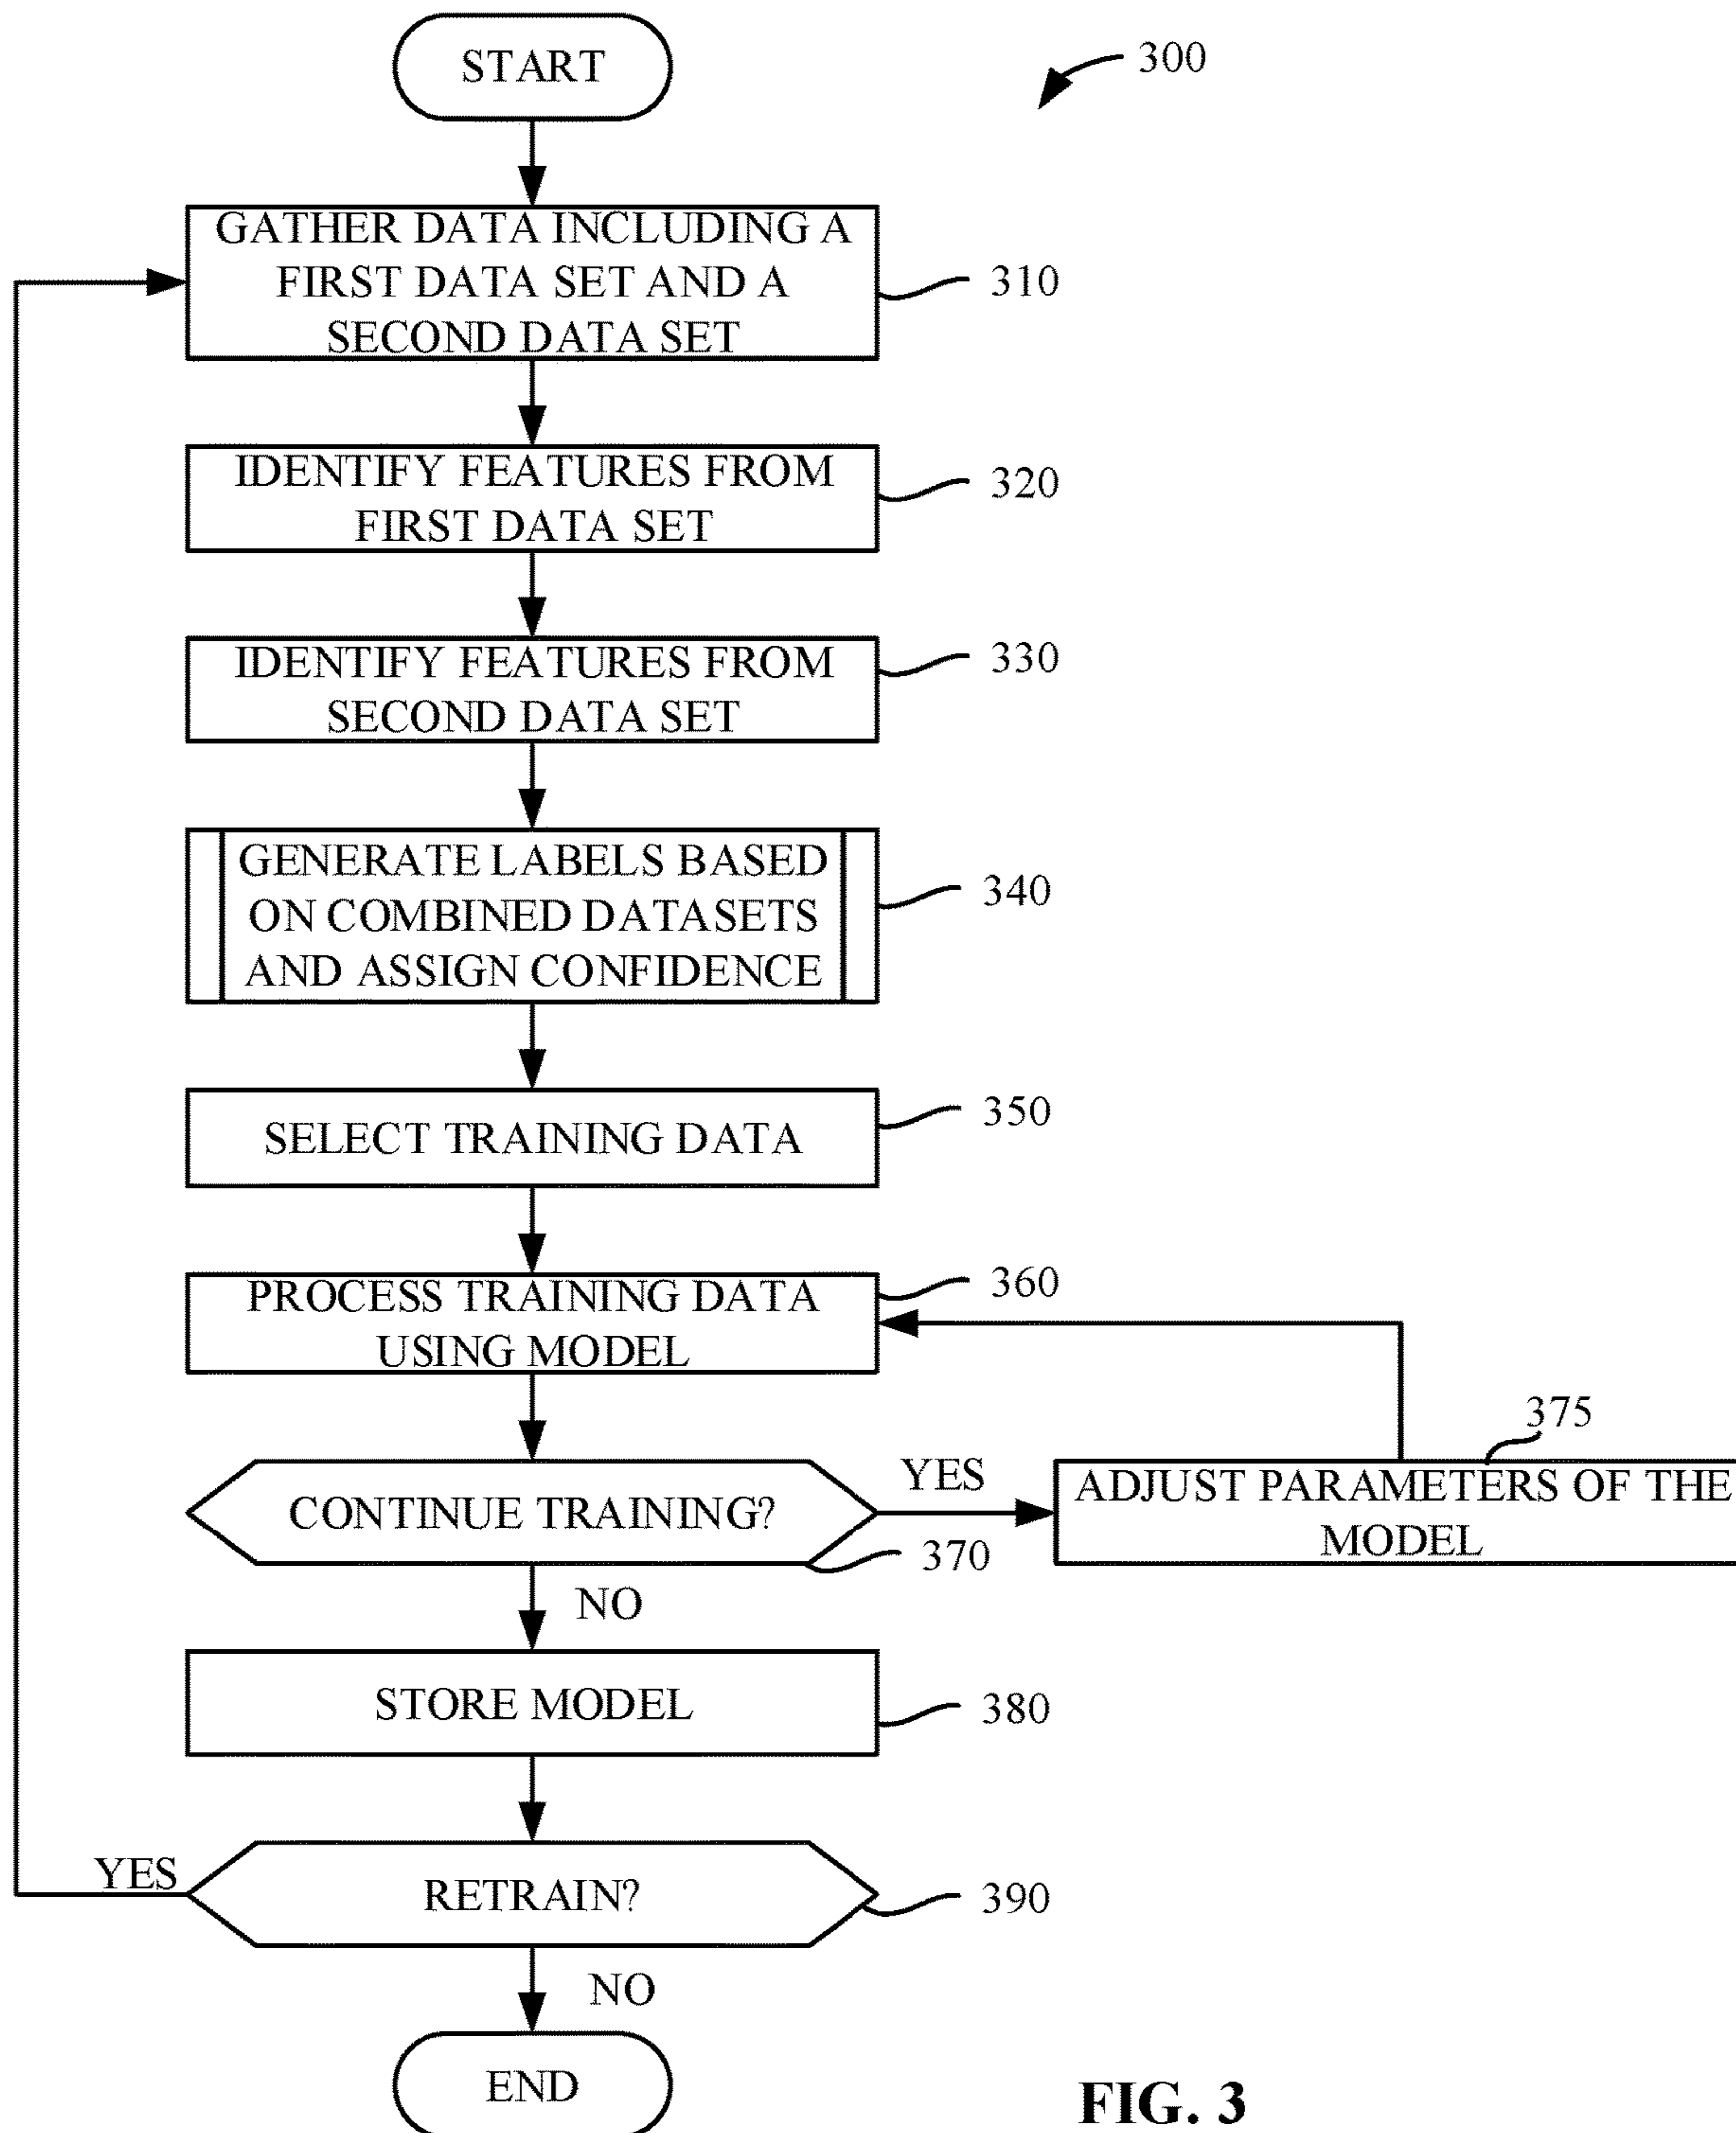 START
300
GATHER DATA INCLUDING A
FIRST DATA SET AND A
SECOND DATA SET
310
IDENTIFY FEATURES FROM
FIRST DATA SET
320
IDENTIFY FEATURES FROM
SECOND DATA SET
330
GENERATE LABELS BASED
ON COMBINED DATASETS
AND ASSIGN CONFIDENCE
340
SELECT TRAINING DATA
350
PROCESS TRAINING DATA
USING MODEL
360
CONTINUE TRAINING?
370
YES
ADJUST PARAMETERS OF THE
MODEL
375
NO
STORE MODEL
380
RETRAIN?
390
YES
NO
END
FIG. 3